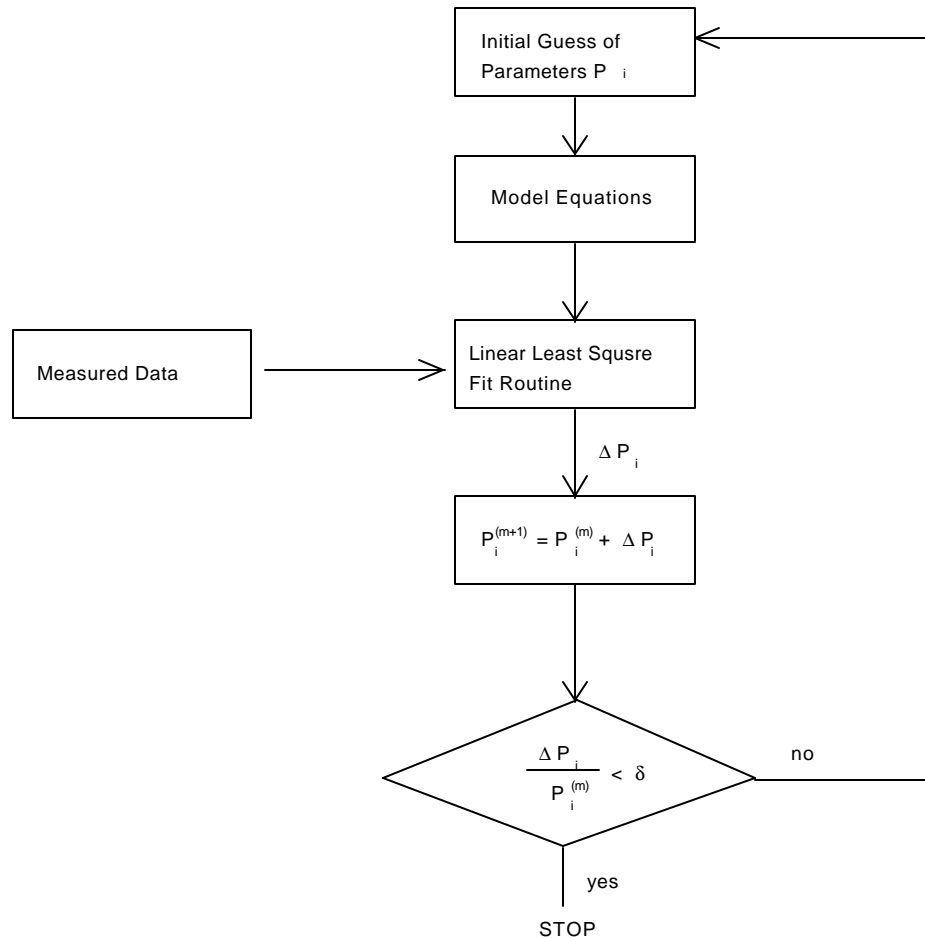 Initial Guess of
Parameters P i
Model Equations
Linear Least Squsre
Fit Routine
Measured Data
Δ P i
P i (m+1) = P i (m) + Δ P i
Δ P i
P i (m)
< δ
no
yes
STOP